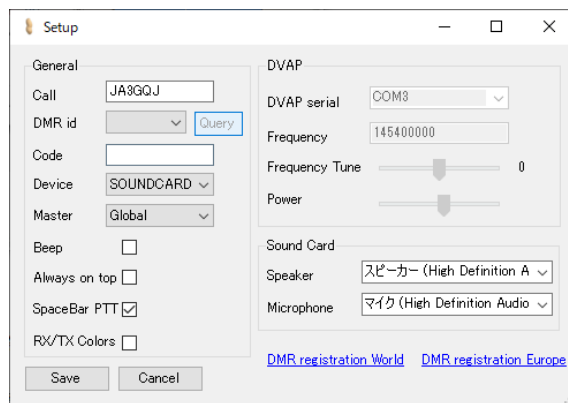 Setup
General
Call
JA3GQJ
DMR id
Query
Code
Device
SOUNDCARD
Master
Global
Beep
Always on top
SpaceBar PTT
RX/TX Colors
Save
Cancel
DVAP
DVAP serial
COM3
Frequency
145400000
Frequency Tune
0
Power
Sound Card
Speaker
スピーカー (High Definition A
Microphone
マイク (High Definition Audio
DMR registration World
DMR registration Europe